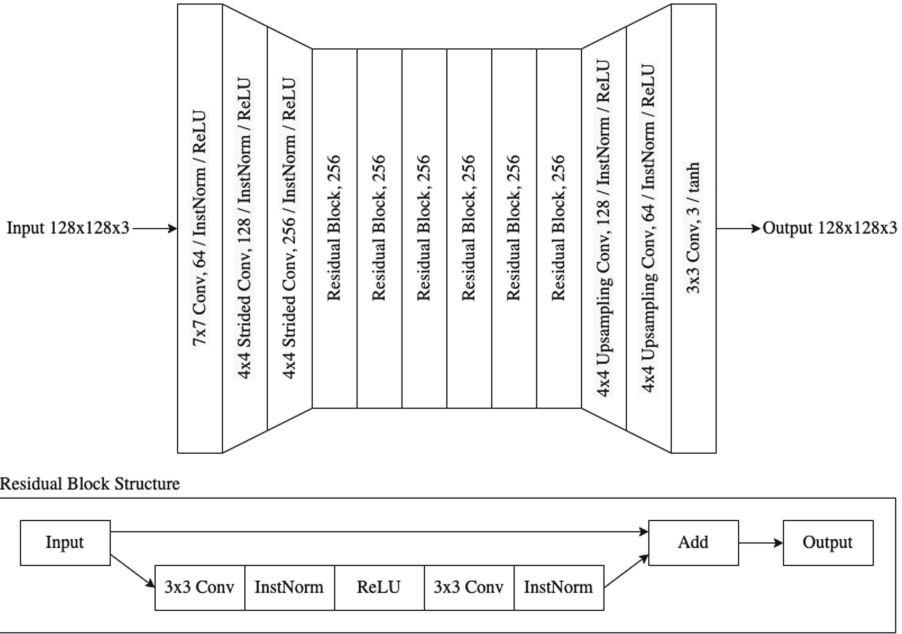 Input 128x128x3
7x7 Conv, 64 / InstNorm / ReLU
4x4 Strided Conv, 128 / InstNorm / ReLU
4x4 Strided Conv, 256 / InstNorm / ReLU
Residual Block, 256
Residual Block, 256
Residual Block, 256
Residual Block, 256
Residual Block, 256
Residual Block, 256
4x4 Upsampling Conv, 128 / InstNorm / ReLU
4x4 Upsampling Conv, 64 / InstNorm / ReLU
3x3 Conv, 3 / tanh
Output 128x128x3
Residual Block Structure
Input
3x3 Conv
InstNorm
ReLU
3x3 Conv
InstNorm
Add
Output